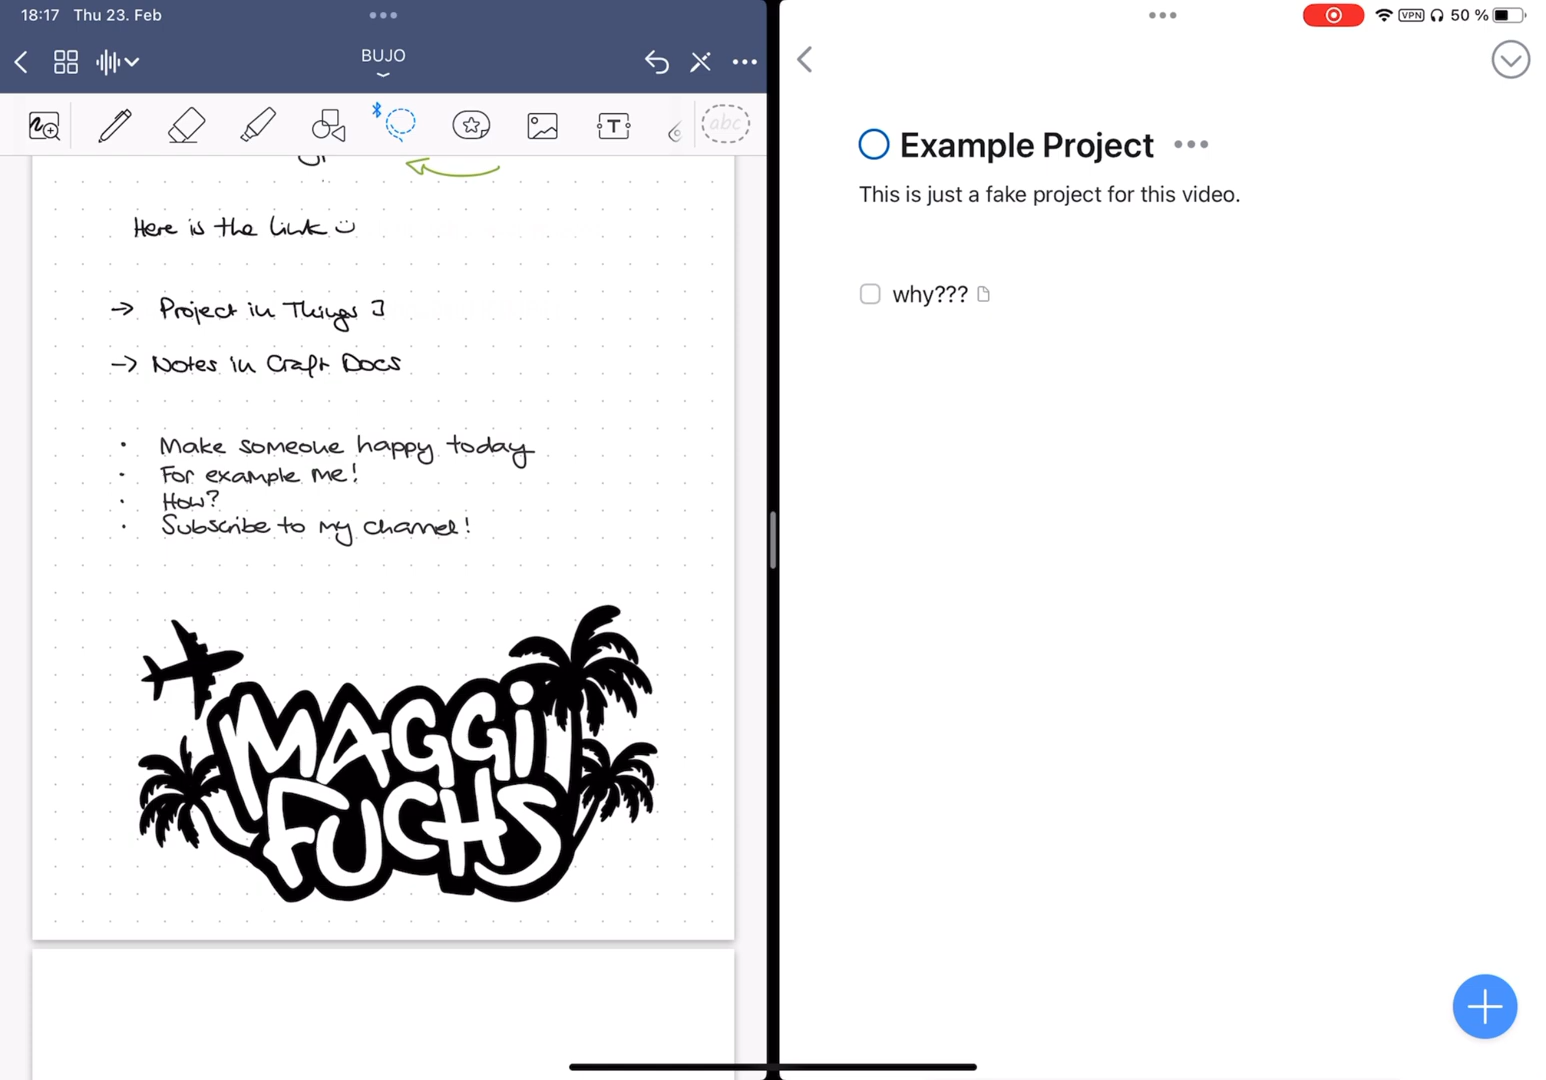 18:17 Thu 23. Feb
VPN 50 %
BUJO
T
abc
Here is the link
→ Project in Things 3
→ Notes in Craft Docs
· Make someone happy today
· For example me!
· How?
· Subscribe to my channel!
MAGGi
FUCHS
Example Project
This is just a fake project for this video.
why???